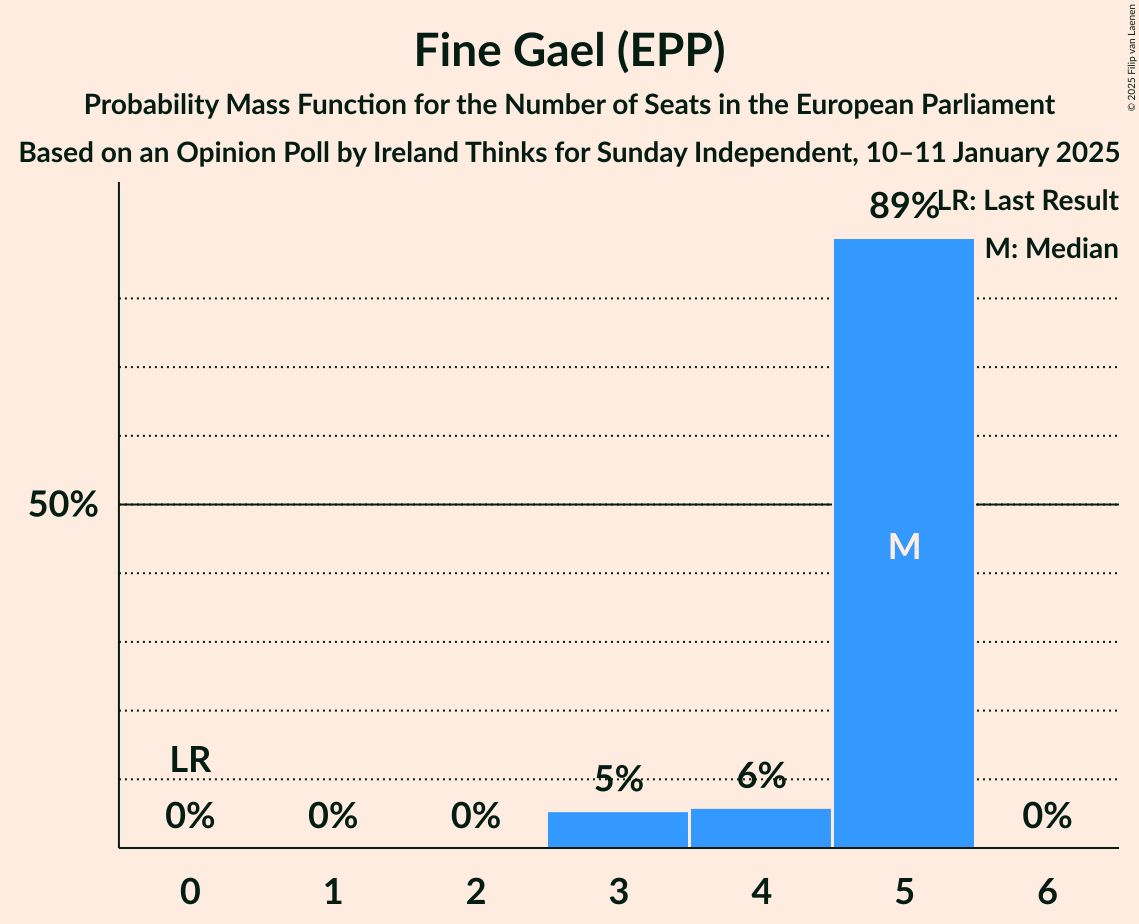 Fine Gael (EPP)
Probability Mass Function for the Number of Seats in the European Parliament
Based on an Opinion Poll by Ireland Thinks for Sunday Independent, 10–11 January 2025
© 2025 Filip van Laenen
LR: Last Result
M: Median
89%
50%
M
LR
0%
0%
0%
5%
6%
0%
0
1
2
3
4
5
6